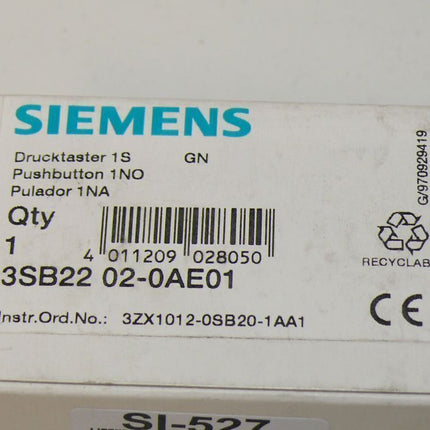 SIEMENS
Drucktaster 1S GN
Pushbutton 1NO
Pulador 1NA
Qty
1
4 011209 028050
3SB22 02-0AE01
Instr.Ord.No.: 3ZX1012-0SB20-1AA1
G/970929419
RECYCLAB
CE
SI-527